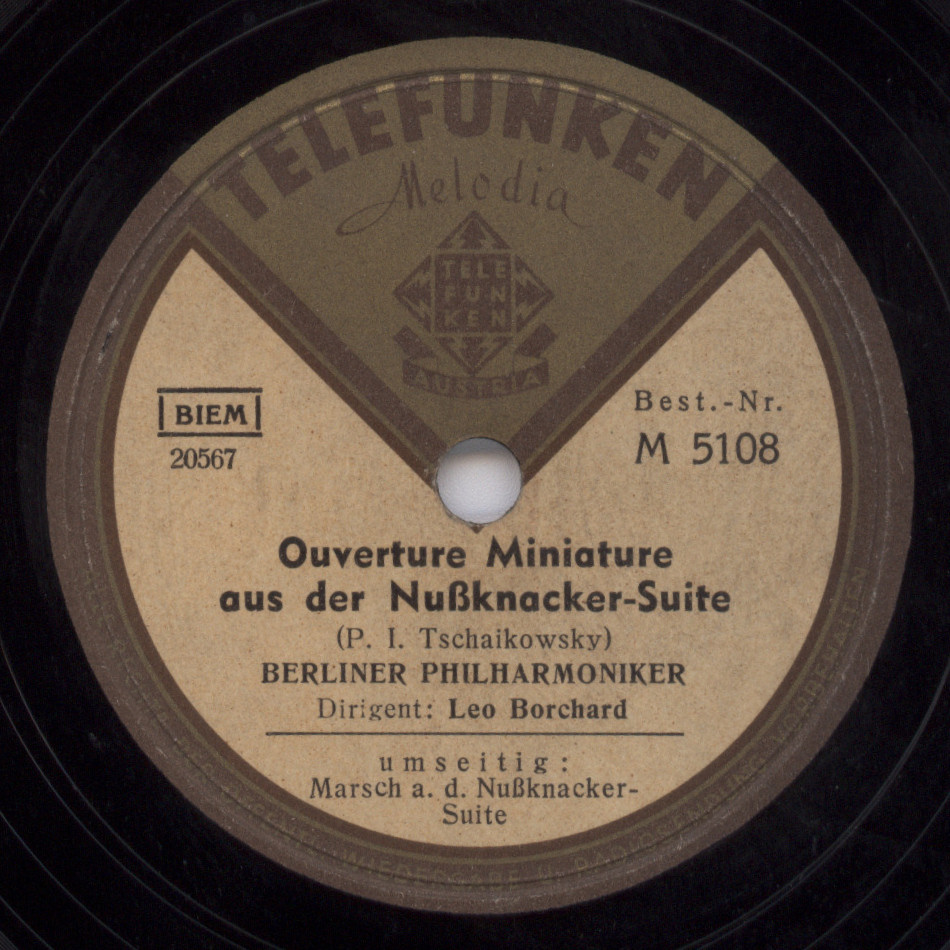 TELEFUNKEN
Melodia
TELE
FUN
KEN
AUSTRIA
BIEM
20567
Best.-Nr.
M 5108
Ouverture Miniature
aus der Nußknacker-Suite
(P. I. Tschaikowsky)
BERLINER PHILHARMONIKER
Dirigent: Leo Borchard
umseitig:
Marsch a. d. Nußknacker-
Suite